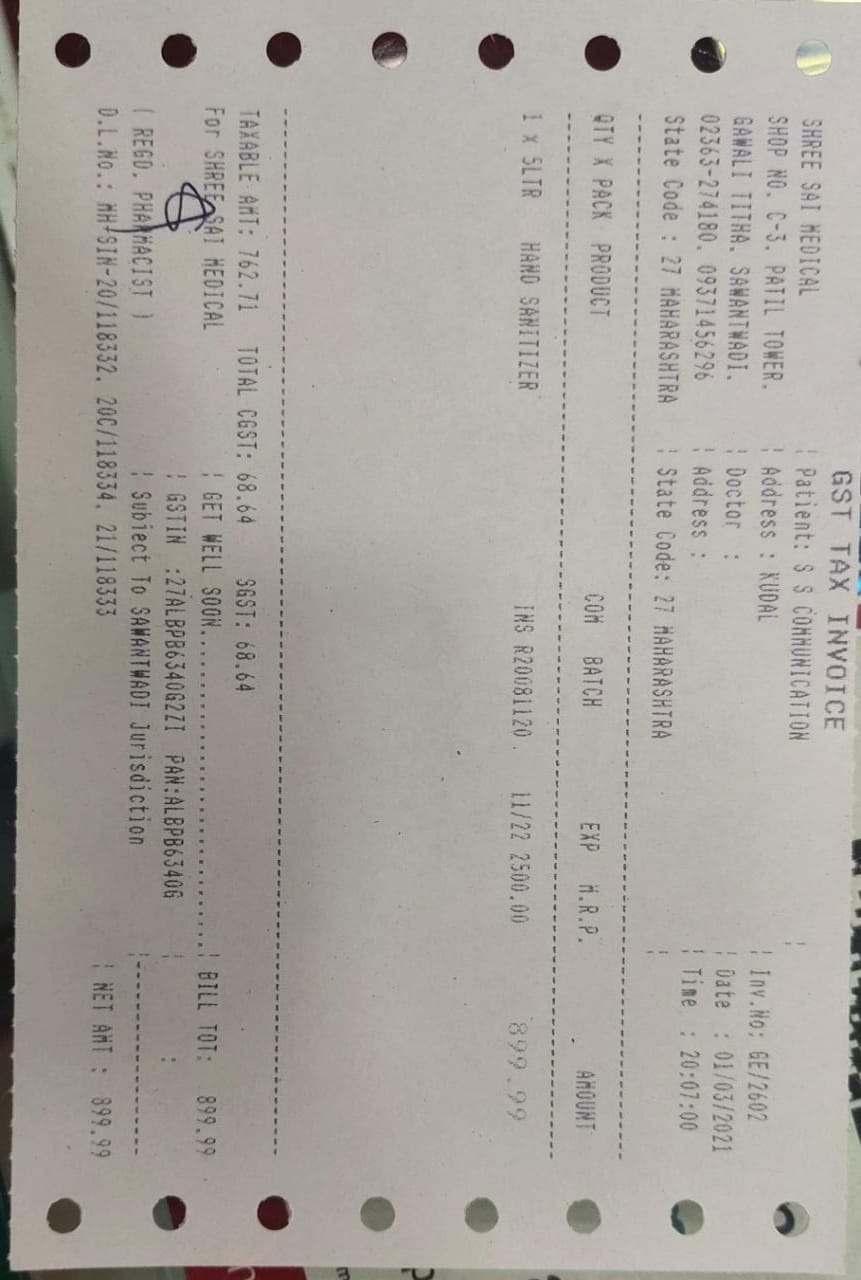 GST TAX INVOICE
SHREE SAI MEDICAL ¦ Patient: S S COMMUNICATION ¦
SHOP NO. C-3. PATIL TOWER. ¦ Address : KUDAL ¦ Inv.No: GE/2602
GAWALI TITHA. SAWANTWADI. ¦ Doctor : ¦ Date : 01/03/2021
02363-274180. 09371456296 ¦ Address : ¦ Time : 20:07:00
State Code : 27 MAHARASHTRA ¦ State Code: 27 MAHARASHTRA ¦
QTY X PACK PRODUCT COM BATCH EXP M.R.P. AMOUNT
1 x 5LTR HAND SANITIZER INS R20081120 . 11/22 2500.00 899.99
TAXABLE AMT: 762.71 TOTAL CGST: 68.64 SGST: 68.64
For SHREE SAI MEDICAL ¦ GET WELL SOON................................¦ BILL TOT: 899.99
¦ GSTIN :27ALBPB6340G2ZI PAN:ALBPB6340G ¦ :
( REGD. PHARMACIST ) ¦ Subiect To SAWANTWADI Jurisdiction ¦--------------------
D.L.No.: MH-SIN-20/118332. 20C/118334. 21/118333 ¦ NET AMT : 899.99